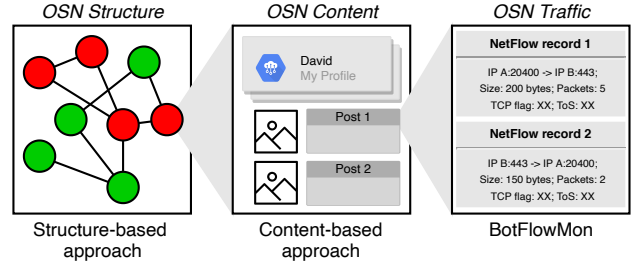 OSN Structure
OSN Content
OSN Traffic
David
My Profile
Post 1
Post 2
NetFlow record 1
IP A:20400 -> IP B:443;
Size: 200 bytes; Packets: 5
TCP flag: XX; ToS: XX
NetFlow record 2
IP B:443 -> IP A:20400;
Size: 150 bytes; Packets: 2
TCP flag: XX; ToS: XX
Structure-based
approach
Content-based
approach
BotFlowMon